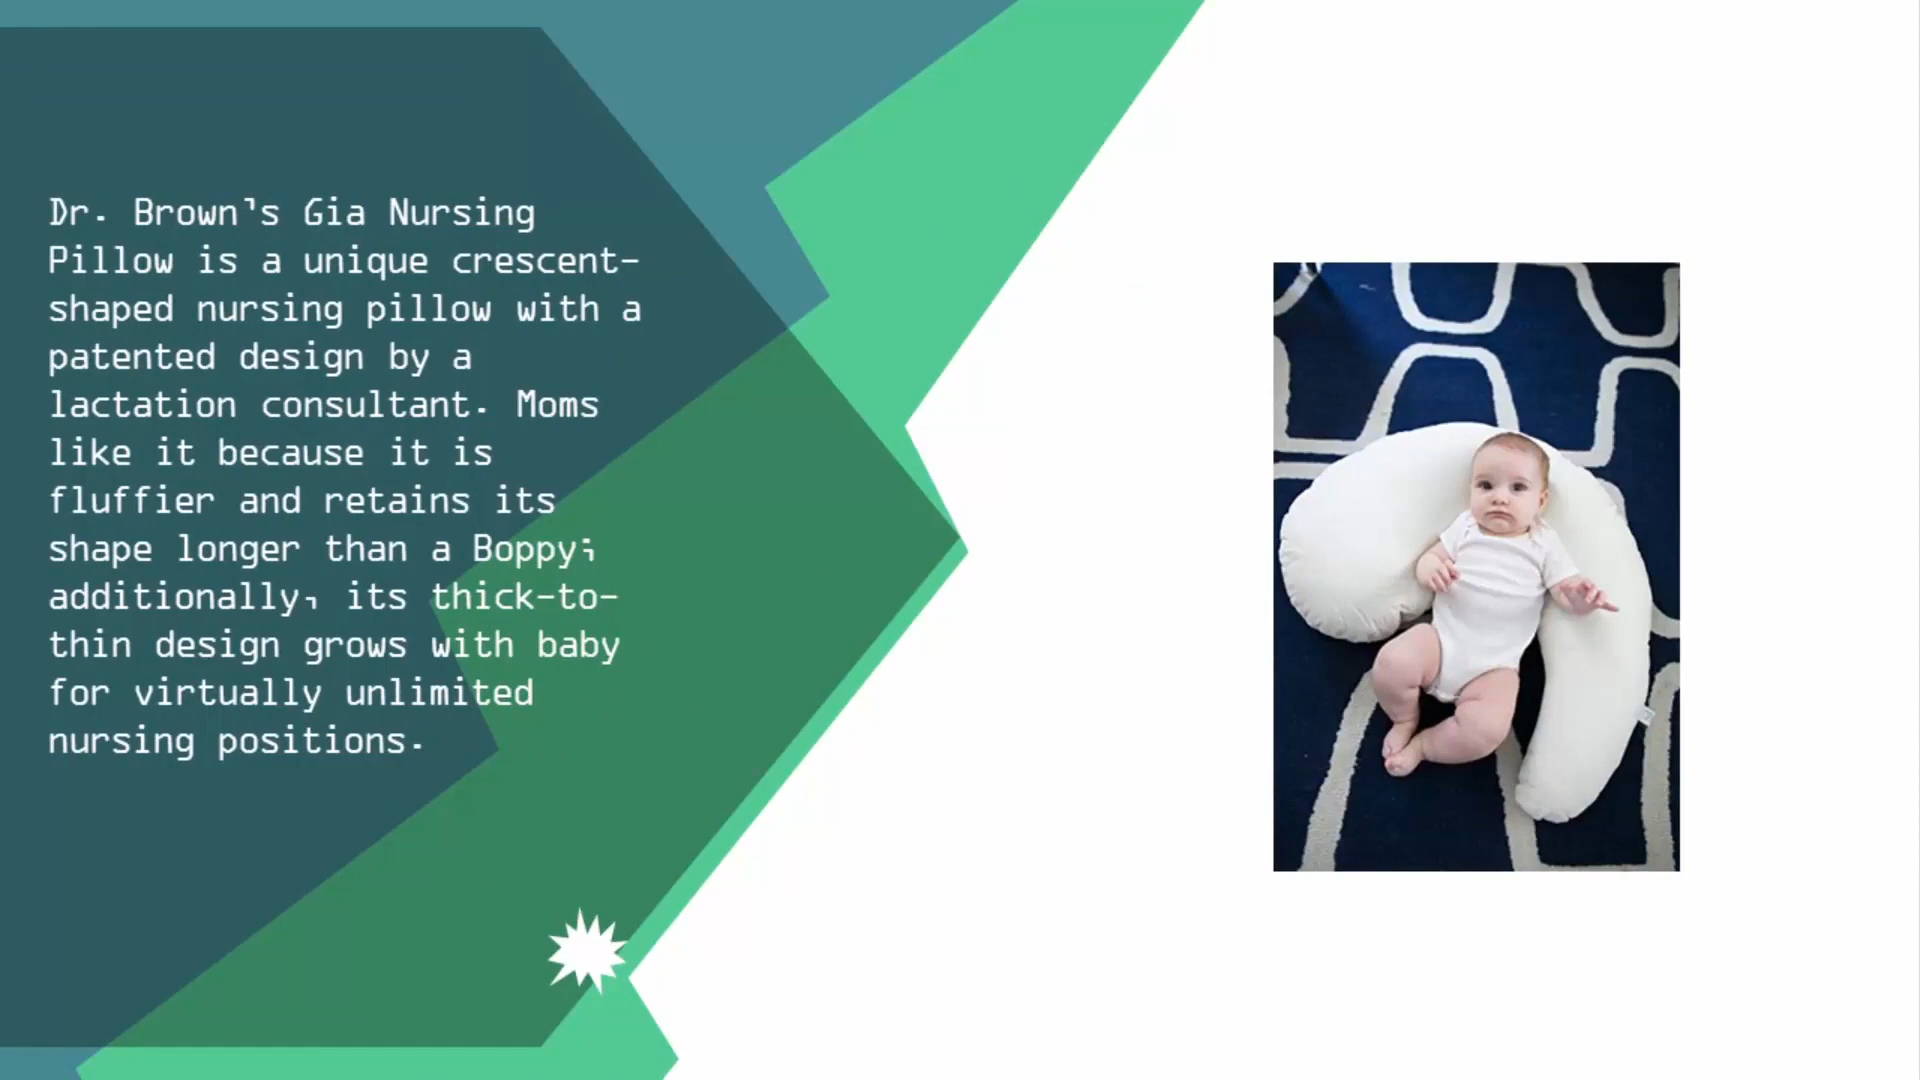 Dr. Brown's Gia Nursing
Pillow is a unique crescent-
shaped nursing pillow with a
patented design by a
lactation consultant. Moms
like it because it is
fluffier and retains its
shape longer than a Boppy;
additionally, its thick-to-
thin design grows with baby
for virtually unlimited
nursing positions.